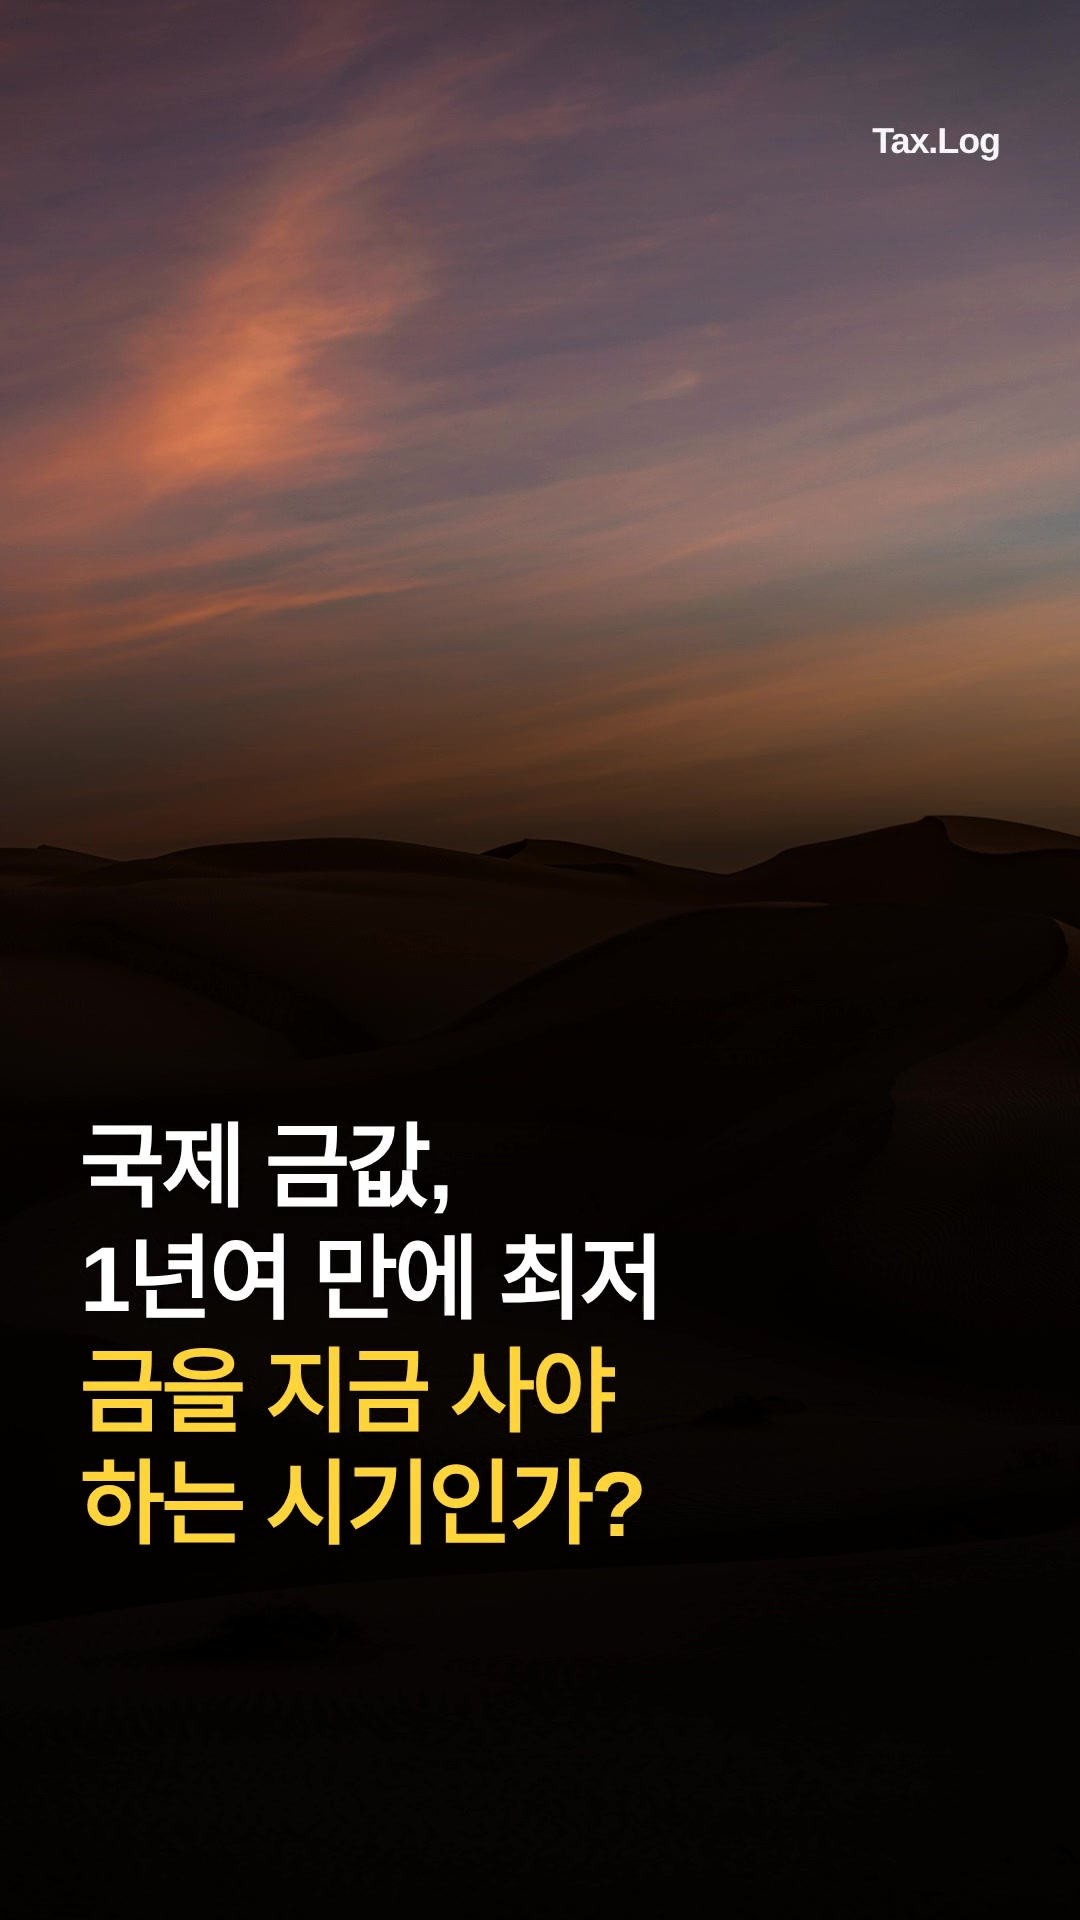 Tax.Log
국제 금값,
1년여 만에 최저
금을 지금 사야
하는 시기인가?